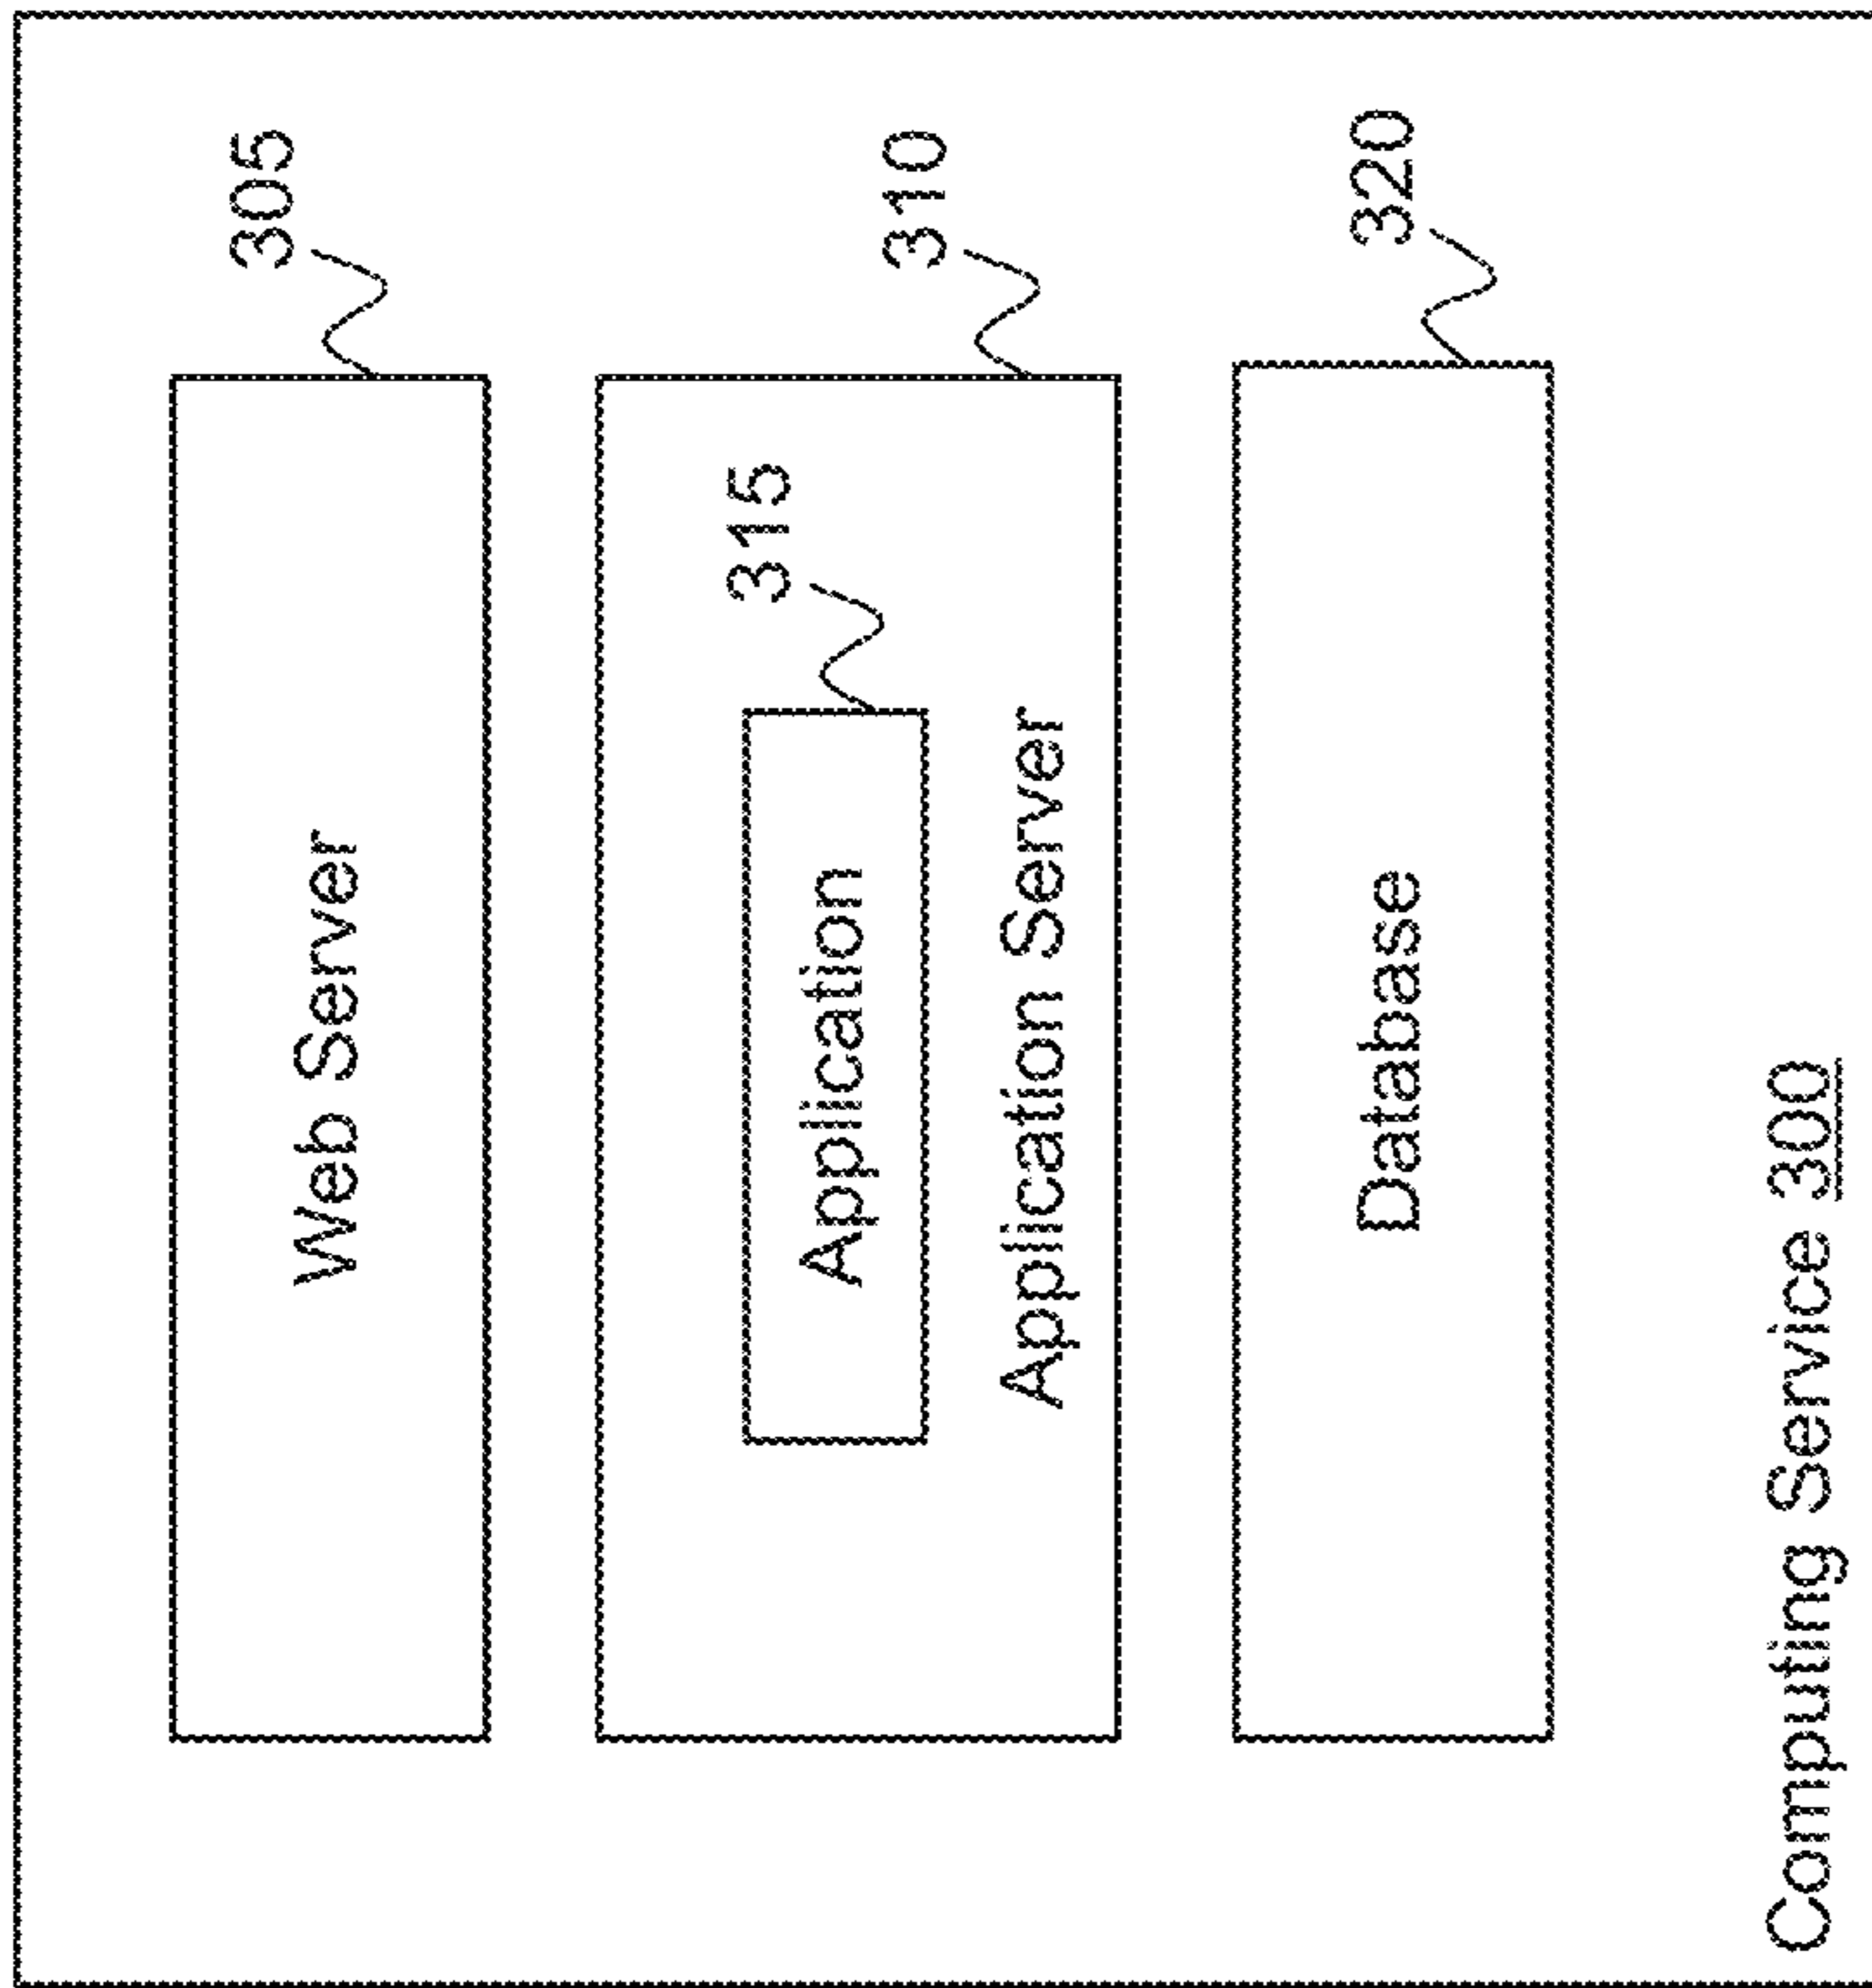 305
Web Server
310
315
Application
Application Server
320
Database
Computing Service 300